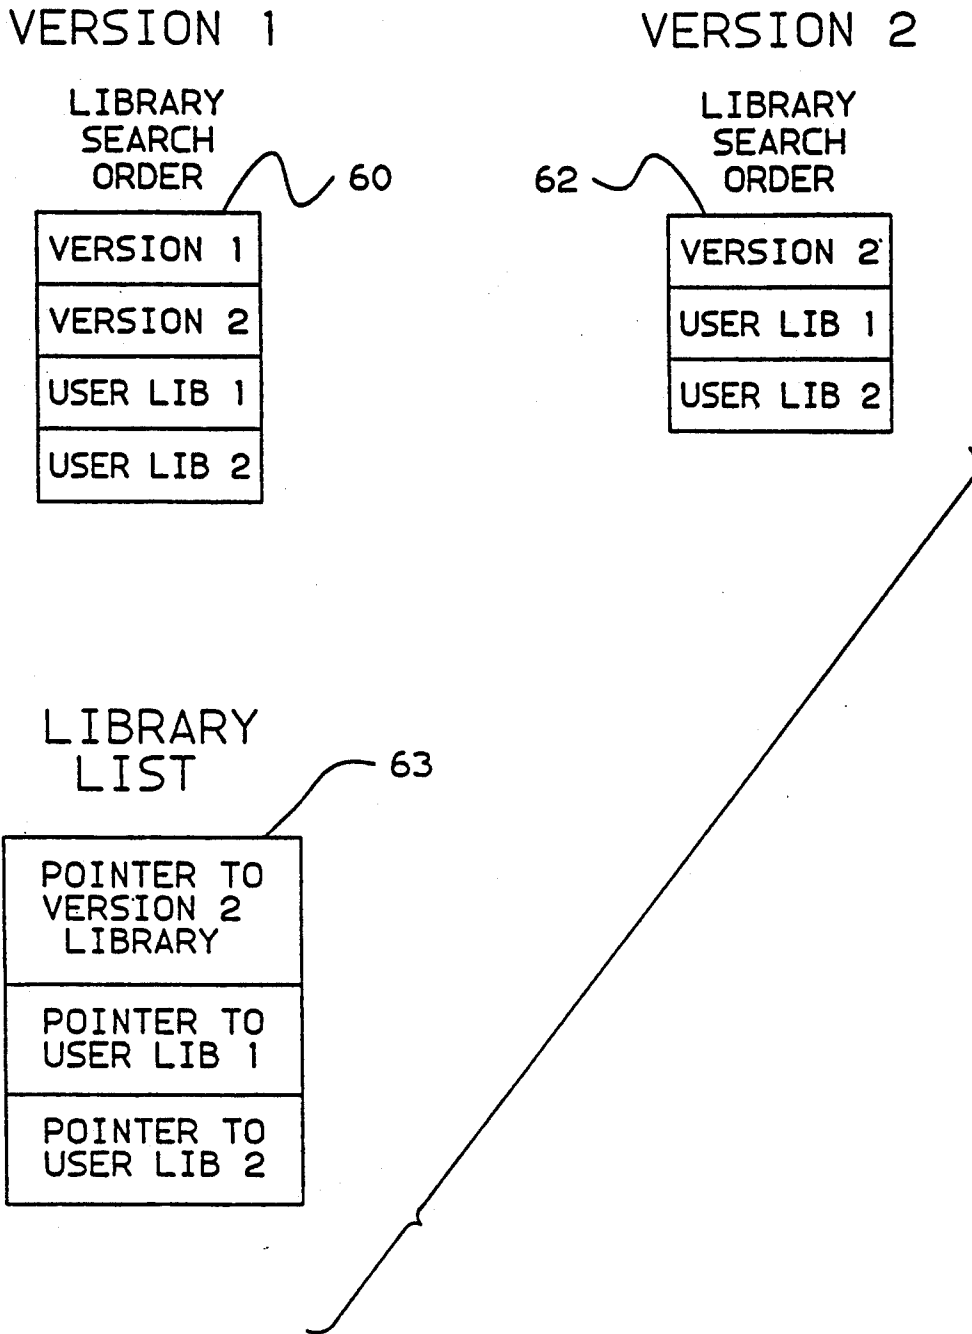 VERSION 1
LIBRARY
SEARCH
ORDER
60
VERSION 1
VERSION 2
USER LIB 1
USER LIB 2
VERSION 2
LIBRARY
SEARCH
ORDER
62
VERSION 2
USER LIB 1
USER LIB 2
LIBRARY
LIST
63
POINTER TO
VERSION 2
LIBRARY
POINTER TO
USER LIB 1
POINTER TO
USER LIB 2